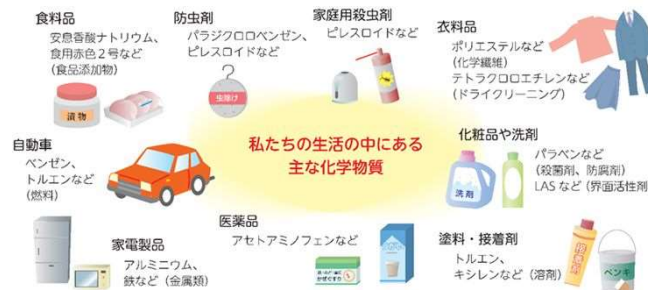 食料品
安息香酸ナトリウム、
食用赤色2号など
(食品添加物)
漬物
防虫剤
パラジクロロベンゼン、
ピレスロイドなど
虫除け
家庭用殺虫剤
ピレスロイドなど
衣料品
ポリエステルなど
(化学繊維)
テトラクロロエチレンなど
(ドライクリーニング)
私たちの生活の中にある
主な化学物質
自動車
ベンゼン、
トルエンなど
(燃料)
化粧品や洗剤
パラベンなど
(殺菌剤、防腐剤)
LASなど(界面活性剤)
洗剤
家電製品
アルミニウム、
鉄など(金属類)
医薬品
アセトアミノフェンなど
かぜぐすり
塗料・接着剤
トルエン、
キシレンなど(溶剤)
接着剤
ペンキ